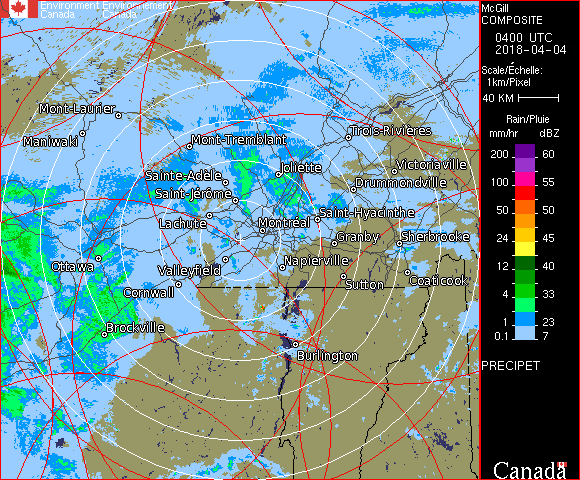 Environment Environnement
Canada Canada
Mont-Laurier
Maniwaki
Mont-Tremblant
Trois-Rivières
Sainte-Adèle
Joliette
Victoriaville
Drummondville
Saint-Jérôme
Lachute
Montréal
Saint-Hyacinthe
Granby
Sherbrooke
Ottawa
Valleyfield
Napierville
Cornwall
Sutton
Coaticook
Brockville
Burlington
McGill
COMPOSITE
0400 UTC
2018-04-04
Scale/Échelle:
1km/Pixel
40 KM
Rain/Pluie
mm/hr dBZ
200 60
100 55
50 50
24 45
12 40
4 33
1 23
0.1 7
PRECIPET
Canada